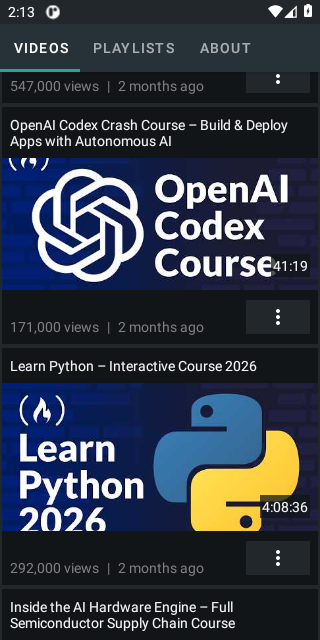 2:13
VIDEOS PLAYLISTS ABOUT
547,000 views | 2 months ago
OpenAI Codex Crash Course – Build & Deploy
Apps with Autonomous AI
OpenAI
Codex
Course
41:19
171,000 views | 2 months ago
Learn Python – Interactive Course 2026
Learn
Python
2026
4:08:36
292,000 views | 2 months ago
Inside the AI Hardware Engine – Full
Semiconductor Supply Chain Course